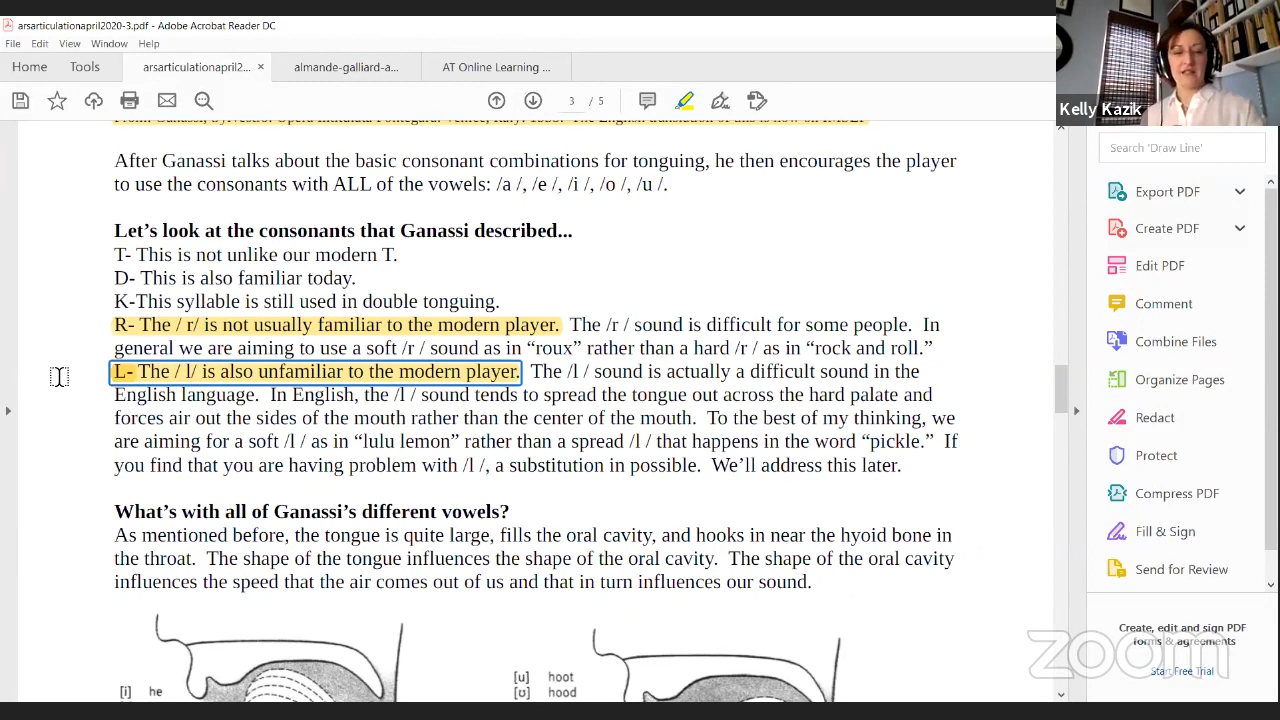 arsarticulationapril2020-3.pdf - Adobe Acrobat Reader DC
File Edit View Window Help
Home Tools arsarticulationapril2... × almande-galliard-a... AT Online Learning ...
3 / 5
Kelly Kazik
After Ganassi talks about the basic consonant combinations for tonguing, he then encourages the player
to use the consonants with ALL of the vowels: /a /, /e /, /i /, /o /, /u /.
Let's look at the consonants that Ganassi described...
T- This is not unlike our modern T.
D- This is also familiar today.
K-This syllable is still used in double tonguing.
R- The / r/ is not usually familiar to the modern player. The /r / sound is difficult for some people. In
general we are aiming to use a soft /r / sound as in “roux” rather than a hard /r / as in “rock and roll.”
L- The / l/ is also unfamiliar to the modern player. The /l / sound is actually a difficult sound in the
English language. In English, the /l / sound tends to spread the tongue out across the hard palate and
forces air out the sides of the mouth rather than the center of the mouth. To the best of my thinking, we
are aiming for a soft /l / as in “lulu lemon” rather than a spread /l / that happens in the word “pickle.” If
you find that you are having problem with /l /, a substitution in possible. We’ll address this later.
What’s with all of Ganassi’s different vowels?
As mentioned before, the tongue is quite large, fills the oral cavity, and hooks in near the hyoid bone in
the throat. The shape of the tongue influences the shape of the oral cavity. The shape of the oral cavity
influences the speed that the air comes out of us and that in turn influences our sound.
[i] he
[u] hoot
[ʊ] hood
Search 'Draw Line'
Export PDF
Create PDF
Edit PDF
Comment
Combine Files
Organize Pages
Redact
Protect
Compress PDF
Fill & Sign
Send for Review
Create, edit and sign PDF
forms & agreements
Start Free Trial
zoom